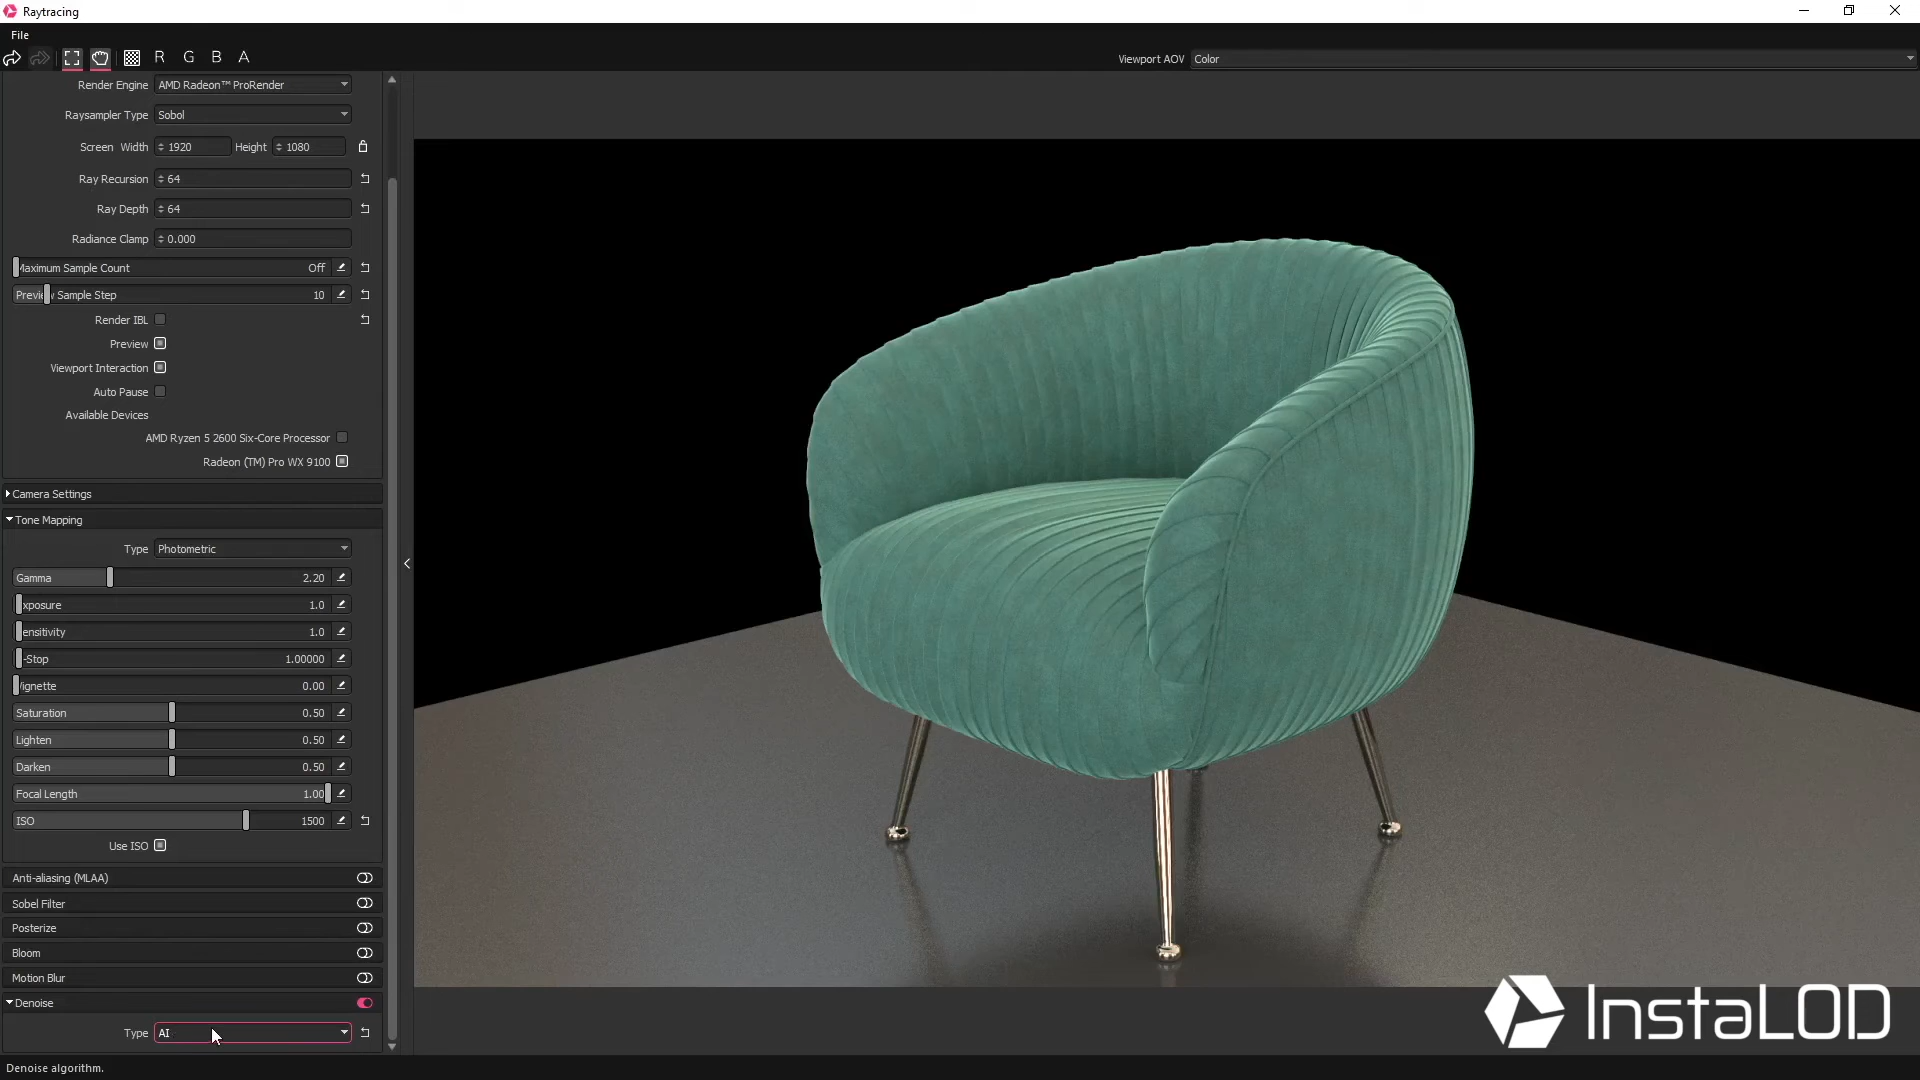 Raytracing
File
R G B A
Viewport AOV Color
Render Engine AMD Radeon™ ProRender
Raysampler Type Sobol
Screen Width 1920 Height 1080
Ray Recursion 64
Ray Depth 64
Radiance Clamp 0.000
Maximum Sample Count Off
Preview Sample Step 10
Render IBL
Preview
Viewport Interaction
Auto Pause
Available Devices
AMD Ryzen 5 2600 Six-Core Processor
Radeon (TM) Pro WX 9100
Camera Settings
Tone Mapping
Type Photometric
Gamma 2.20
xposure 1.0
ensitivity 1.0
-Stop 1.00000
Vignette 0.00
Saturation 0.50
Lighten 0.50
Darken 0.50
Focal Length 1.00
ISO 1500
Use ISO
Anti-aliasing (MLAA)
Sobel Filter
Posterize
Bloom
Motion Blur
Denoise
Type AI
Denoise algorithm.
InstaLOD